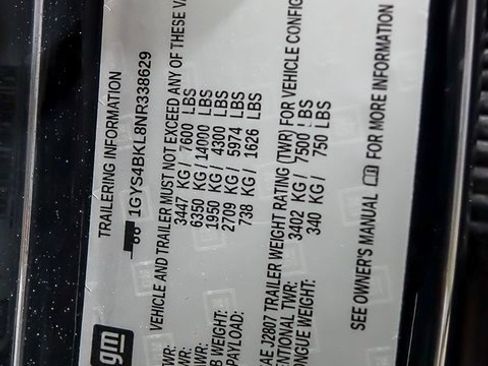 gm
TRAILERING INFORMATION
1GYS4BKL8NR338629
VEHICLE AND TRAILER MUST NOT EXCEED ANY OF THESE VA
TWR: 3447 KG / 7600 LBS
WR: 6350 KG / 14000 LBS
WR: 1950 KG / 4300 LBS
B WEIGHT: 2709 KG / 5974 LBS
PAYLOAD: 738 KG / 1626 LBS
AE J2807 TRAILER WEIGHT RATING (TWR) FOR VEHICLE CONFIG
ENTIONAL TWR: 3402 KG / 7500 LBS
ONGUE WEIGHT: 340 KG / 750 LBS
SEE OWNER'S MANUAL FOR MORE INFORMATION